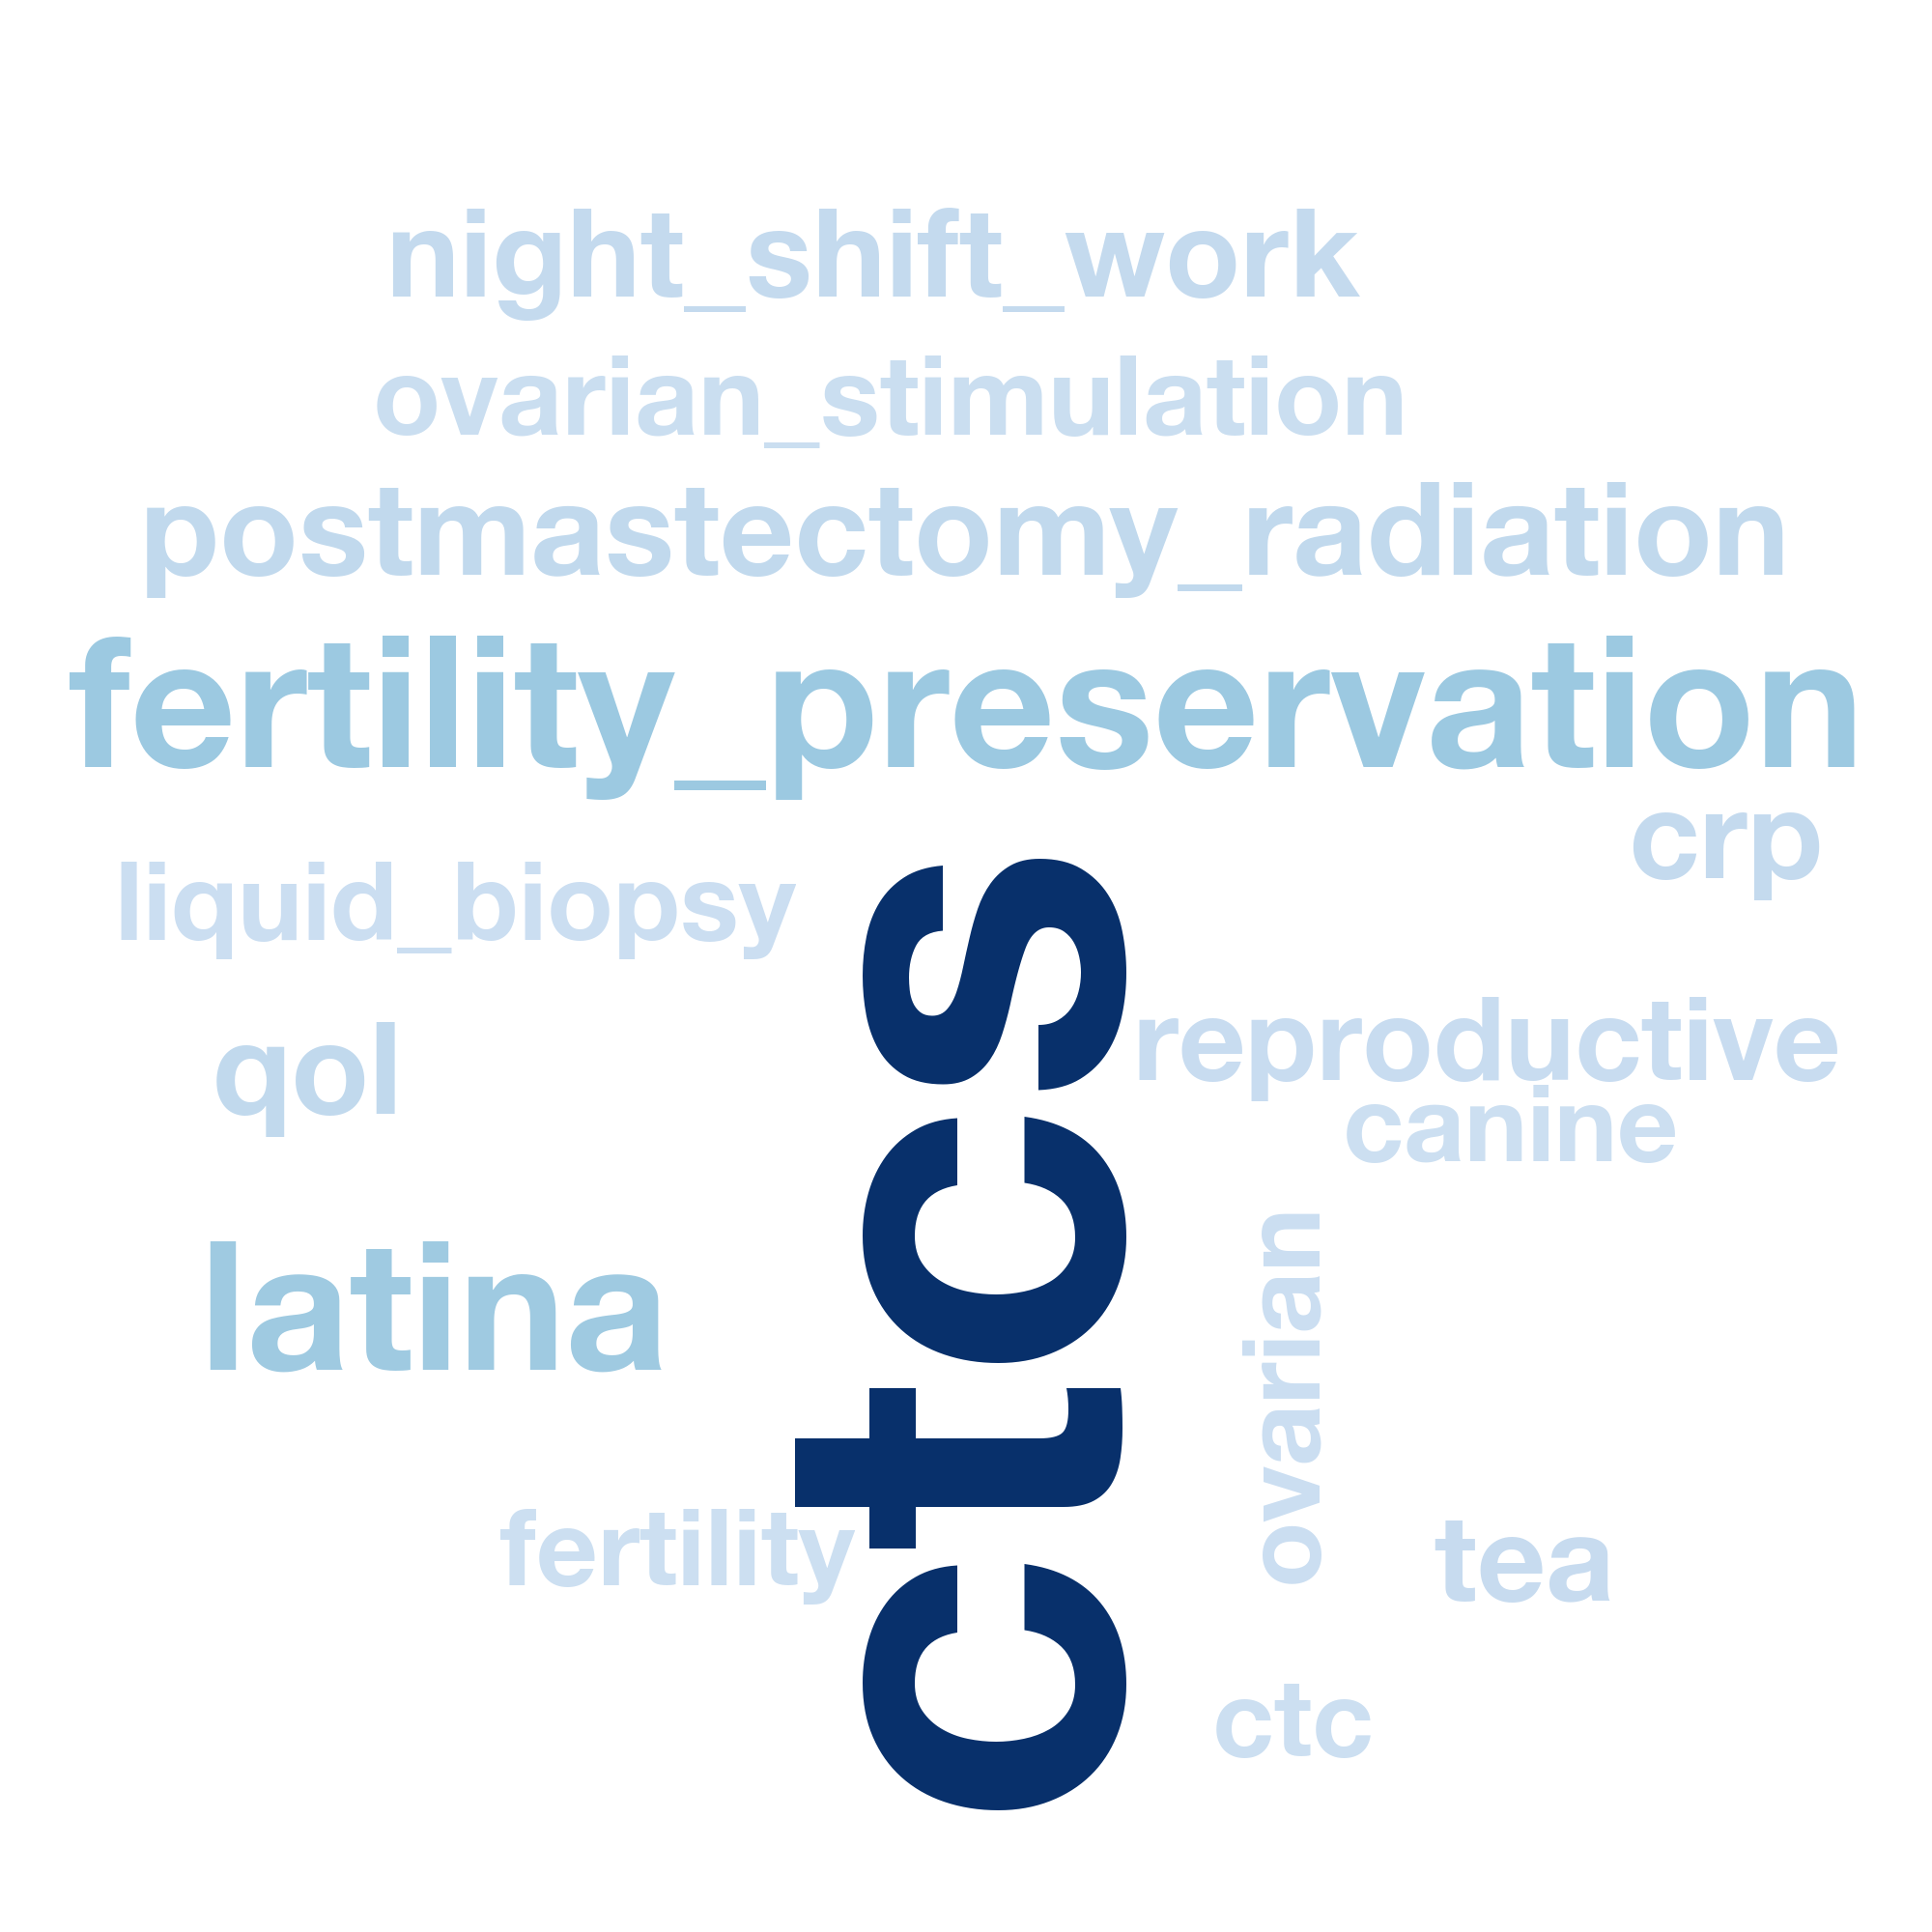 night_shift_work
ovarian_stimulation
postmastectomy_radiation
fertility_preservation
crp
liquid_biopsy
ctcs
reproductive
qol
canine
latina
ovarian
fertility
tea
ctc